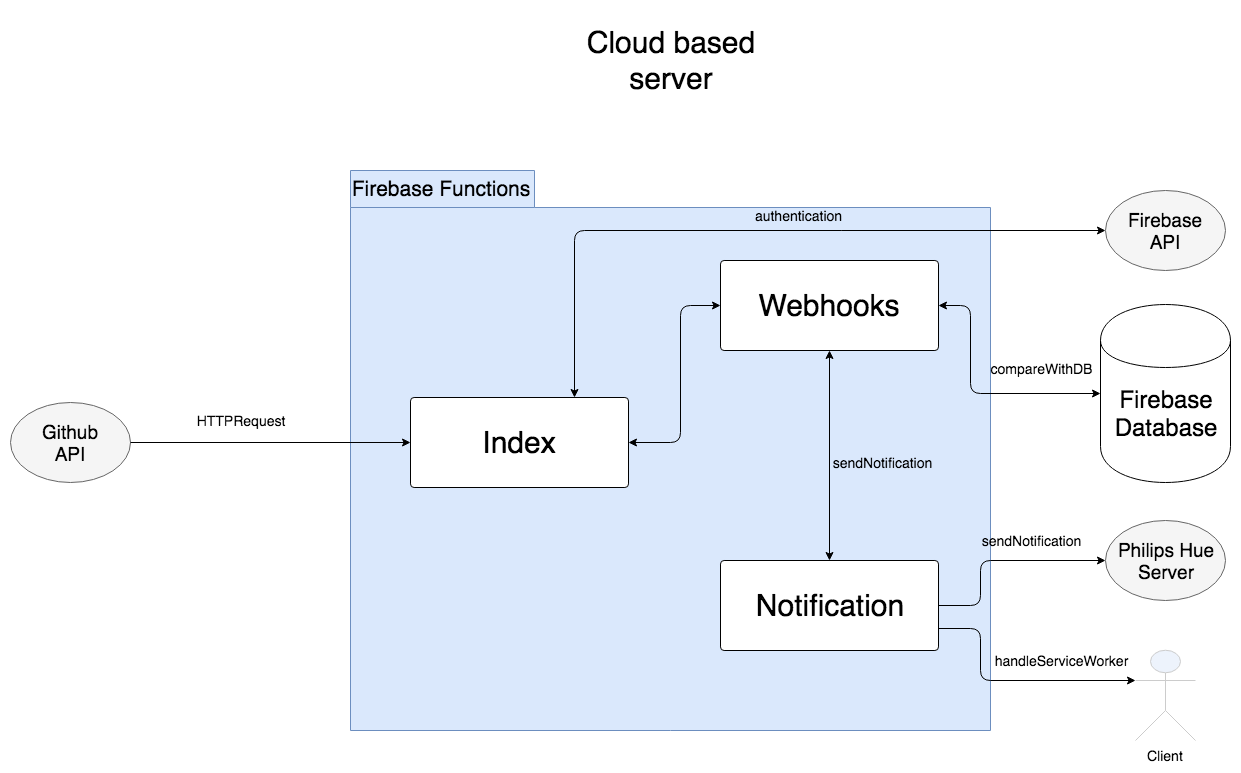 Cloud based
server
Firebase Functions
authentication
Firebase
API
Webhooks
compareWithDB
Firebase
Database
HTTPRequest
Github
API
Index
sendNotification
sendNotification
Philips Hue
Server
Notification
handleServiceWorker
Client